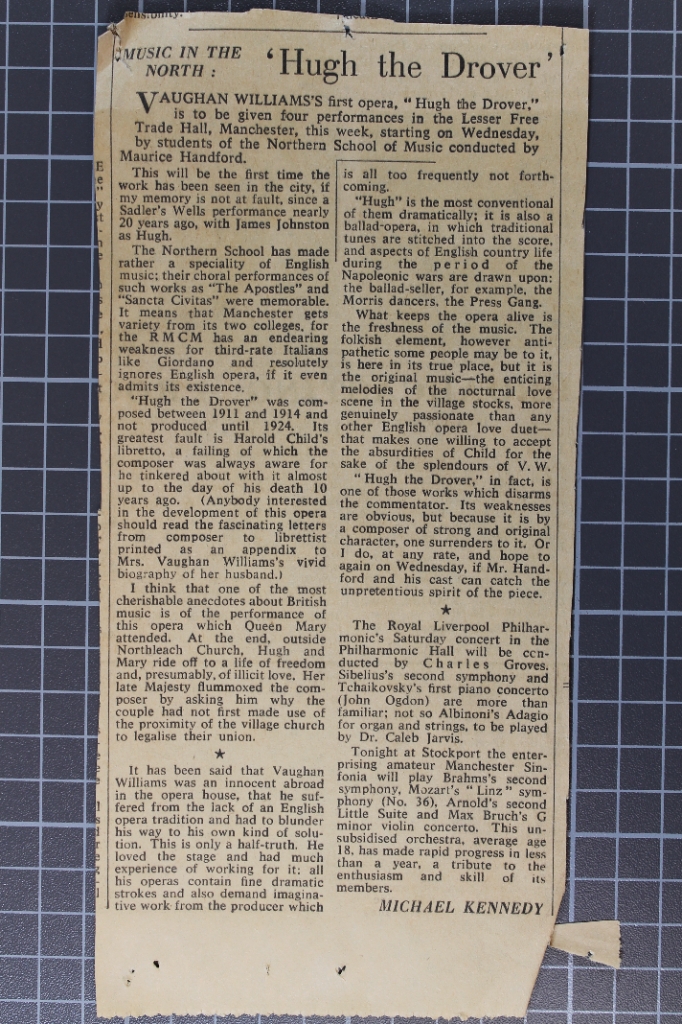 MUSIC IN THE
NORTH :
'Hugh the Drover'
VAUGHAN WILLIAMS'S first opera, "Hugh the Drover,"
is to be given four performances in the Lesser Free
Trade Hall, Manchester, this week, starting on Wednesday,
by students of the Northern School of Music conducted by
Maurice Handford.
This will be the first time the
work has been seen in the city, if
my memory is not at fault, since a
Sadler's Wells performance nearly
20 years ago, with James Johnston
as Hugh.
The Northern School has made
rather a speciality of English
music; their choral performances of
such works as "The Apostles" and
"Sancta Civitas" were memorable.
It means that Manchester gets
variety from its two colleges, for
the RMCM has an endearing
weakness for third-rate Italians
like Giordano and resolutely
ignores English opera, if it even
admits its existence.
"Hugh the Drover" was com-
posed between 1911 and 1914 and
not produced until 1924. Its
greatest fault is Harold Child's
libretto, a failing of which the
composer was always aware for
he tinkered about with it almost
up to the day of his death 10
years ago. (Anybody interested
in the development of this opera
should read the fascinating letters
from composer to librettist
printed as an appendix to
Mrs. Vaughan Williams's vivid
biography of her husband.)
I think that one of the most
cherishable anecdotes about British
music is of the performance of
this opera which Queen Mary
attended. At the end, outside
Northleach Church, Hugh and
Mary ride off to a life of freedom
and, presumably, of illicit love. Her
late Majesty flummoxed the com-
poser by asking him why the
couple had not first made use of
the proximity of the village church
to legalise their union.
★
It has been said that Vaughan
Williams was an innocent abroad
in the opera house, that he suf-
fered from the lack of an English
opera tradition and had to blunder
his way to his own kind of solu-
tion. This is only a half-truth. He
loved the stage and had much
experience of working for it; all
his operas contain fine dramatic
strokes and also demand imagina-
tive work from the producer which
is all too frequently not forth-
coming.
"Hugh" is the most conventional
of them dramatically; it is also a
ballad-opera, in which traditional
tunes are stitched into the score,
and aspects of English country life
during the period of the
Napoleonic wars are drawn upon:
the ballad-seller, for example, the
Morris dancers, the Press Gang.
What keeps the opera alive is
the freshness of the music. The
folkish element, however anti-
pathetic some people may be to it,
is here in its true place, but it is
the original music—the enticing
melodies of the nocturnal love
scene in the village stocks, more
genuinely passionate than any
other English opera love duet—
that makes one willing to accept
the absurdities of Child for the
sake of the splendours of V.W.
"Hugh the Drover," in fact, is
one of those works which disarms
the commentator. Its weaknesses
are obvious, but because it is by
a composer of strong and original
character, one surrenders to it. Or
I do, at any rate, and hope to
again on Wednesday, if Mr. Hand-
ford and his cast can catch the
unpretentious spirit of the piece.
★
The Royal Liverpool Philhar-
monic's Saturday concert in the
Philharmonic Hall will be con-
ducted by Charles Groves.
Sibelius's second symphony and
Tchaikovsky's first piano concerto
(John Ogdon) are more than
familiar; not so Albinoni's Adagio
for organ and strings, to be played
by Dr. Caleb Jarvis.
Tonight at Stockport the enter-
prising amateur Manchester Sin-
fonia will play Brahms's second
symphony, Mozart's "Linz" sym-
phony (No. 36), Arnold's second
Little Suite and Max Bruch's G
minor violin concerto. This un-
subsidised orchestra, average age
18, has made rapid progress in less
than a year, a tribute to the
enthusiasm and skill of its
members.
MICHAEL KENNEDY